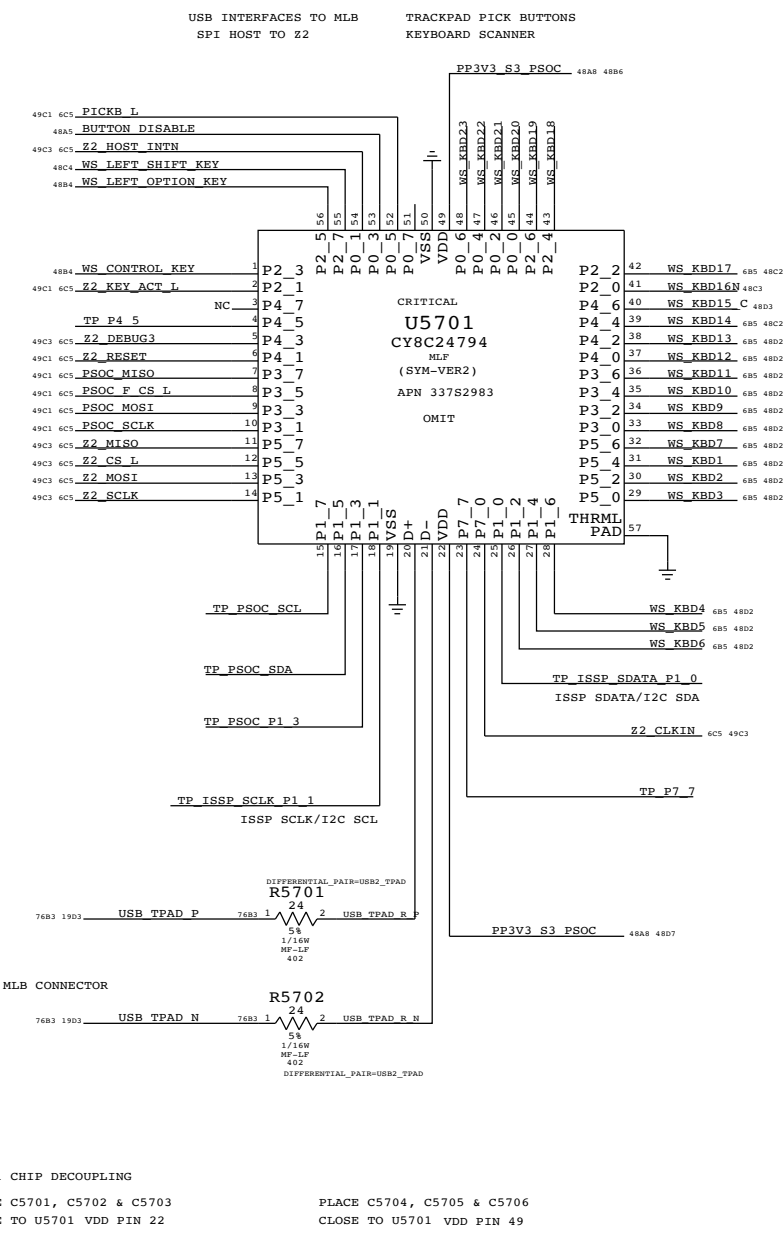 USB INTERFACES TO MLB TRACKPAD PICK BUTTONS
SPI HOST TO Z2 KEYBOARD SCANNER
PP3V3_S3_PSOC 48A8 48B6
49C1 6C5 PICKB_L
48A5 BUTTON_DISABLE
49C3 6C5 Z2_HOST_INTN
48C4 WS_LEFT_SHIFT_KEY
48B4 WS_LEFT_OPTION_KEY
WS_KBD23
WS_KBD22
WS_KBD21
WS_KBD20
WS_KBD19
WS_KBD18
56 55 54 53 52 51 50 49 48 47 46 45 44 43
P2_5 P2_7 P0_1 P0_3 P0_5 P0_7 VSS VDD P0_6 P0_4 P0_2 P0_0 P2_6 P2_4
48B4 WS_CONTROL_KEY 1 P2_3 P2_2 42 WS_KBD17 6B5 48C2
49C1 6C5 Z2_KEY_ACT_L 2 P2_1 P2_0 41 WS_KBD16N 48C3
NC 3 P4_7 CRITICAL P4_6 40 WS_KBD15_C 48D3
TP_P4_5 4 P4_5 U5701 P4_4 39 WS_KBD14 6B5 48C2
49C3 6C5 Z2_DEBUG3 5 P4_3 CY8C24794 P4_2 38 WS_KBD13 6B5 48D2
49C1 6C5 Z2_RESET 6 P4_1 MLF P4_0 37 WS_KBD12 6B5 48D2
49C1 6C5 PSOC_MISO 7 P3_7 (SYM-VER2) P3_6 36 WS_KBD11 6B5 48D2
49C1 6C5 PSOC_F_CS_L 8 P3_5 APN 337S2983 P3_4 35 WS_KBD10 6B5 48D2
49C1 6C5 PSOC_MOSI 9 P3_3 OMIT P3_2 34 WS_KBD9 6B5 48D2
49C1 6C5 PSOC_SCLK 10 P3_1 P3_0 33 WS_KBD8 6B5 48D2
49C3 6C5 Z2_MISO 11 P5_7 P5_6 32 WS_KBD7 6B5 48D2
49C3 6C5 Z2_CS_L 12 P5_5 P5_4 31 WS_KBD1 6B5 48D2
49C3 6C5 Z2_MOSI 13 P5_3 P5_2 30 WS_KBD2 6B5 48D2
49C3 6C5 Z2_SCLK 14 P5_1 P5_0 29 WS_KBD3 6B5 48D2
P1_7 P1_5 P1_3 P1_1 VSS D+ D- VDD P7_7 P7_0 P1_0 P1_2 P1_4 P1_6
THRML
PAD 57
15 16 17 18 19 20 21 22 23 24 25 26 27 28
TP_PSOC_SCL WS_KBD4 6B5 48D2
WS_KBD5 6B5 48D2
WS_KBD6 6B5 48D2
TP_PSOC_SDA TP_ISSP_SDATA_P1_0
ISSP SDATA/I2C SDA
TP_PSOC_P1_3 Z2_CLKIN 6C5 49C3
TP_ISSP_SCLK_P1_1 TP_P7_7
ISSP SCLK/I2C SCL
DIFFERENTIAL_PAIR=USB2_TPAD
R5701
24
76B3 19D3 USB_TPAD_P 76B3 1 2 USB_TPAD_R_P
5%
1/16W
MF-LF
402
PP3V3_S3_PSOC 48A8 48D7
MLB CONNECTOR
R5702
24
76B3 19D3 USB_TPAD_N 76B3 1 2 USB_TPAD_R_N
5%
1/16W
MF-LF
402
DIFFERENTIAL_PAIR=USB2_TPAD
CHIP DECOUPLING
C5701, C5702 & C5703 PLACE C5704, C5705 & C5706
TO U5701 VDD PIN 22 CLOSE TO U5701 VDD PIN 49